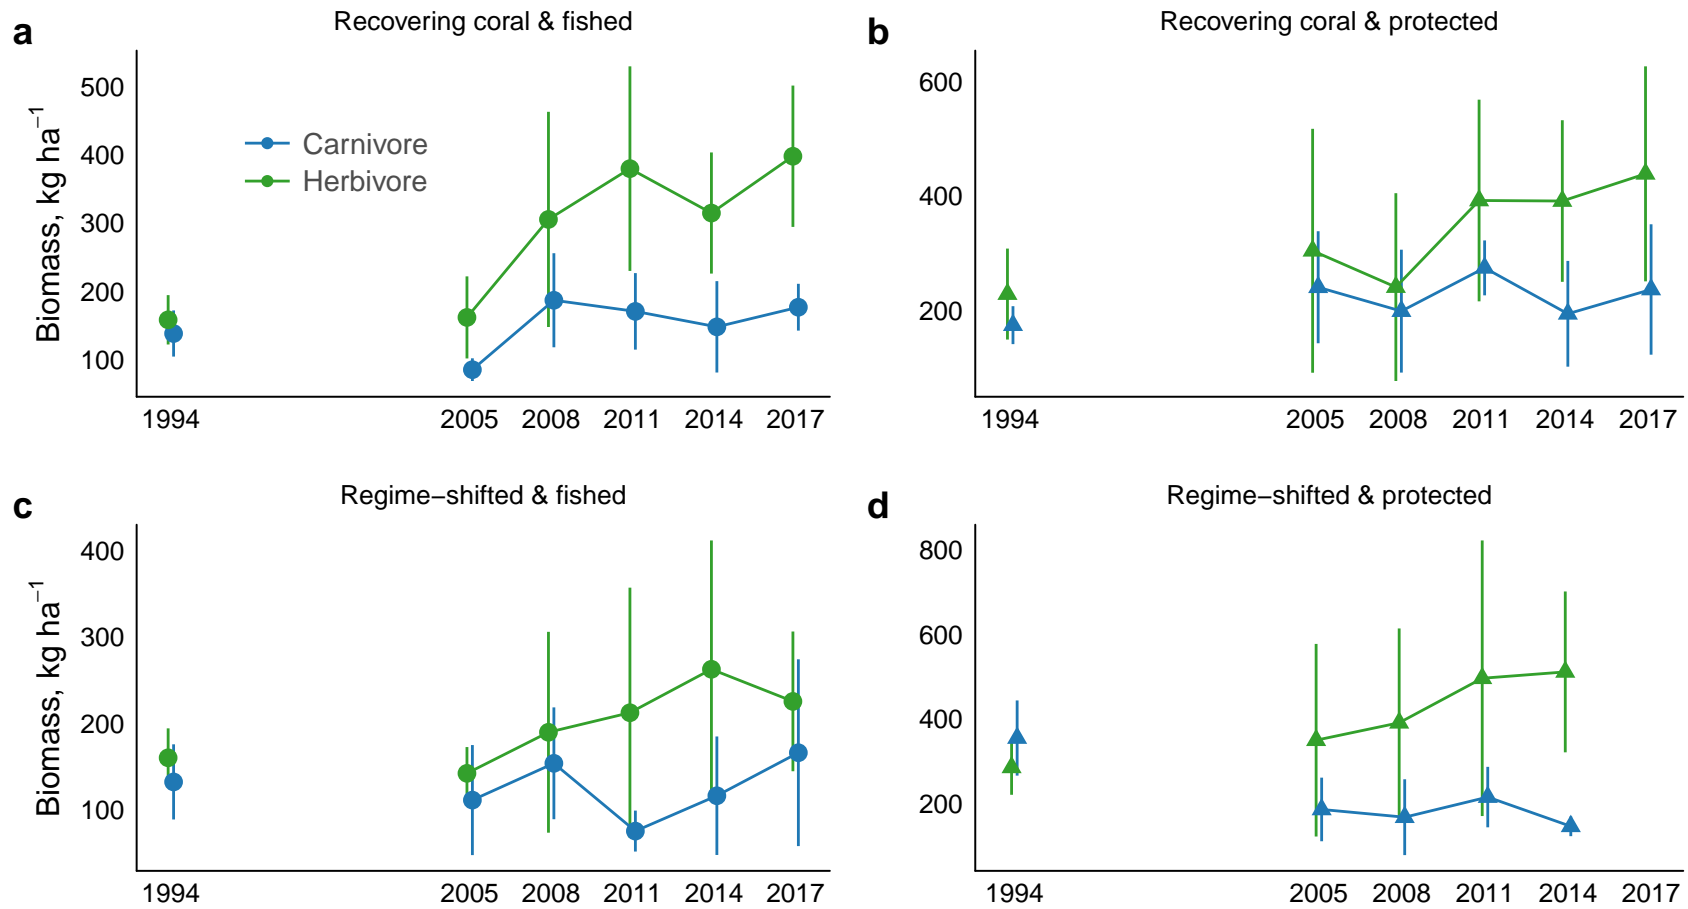 a
Recovering coral & fished
Biomass, kg ha−1
500
400
300
200
100
Carnivore
Herbivore
1994 2005 2008 2011 2014 2017
b
Recovering coral & protected
600
400
200
1994 2005 2008 2011 2014 2017
c
Regime−shifted & fished
Biomass, kg ha−1
400
300
200
100
1994 2005 2008 2011 2014 2017
d
Regime−shifted & protected
800
600
400
200
1994 2005 2008 2011 2014 2017